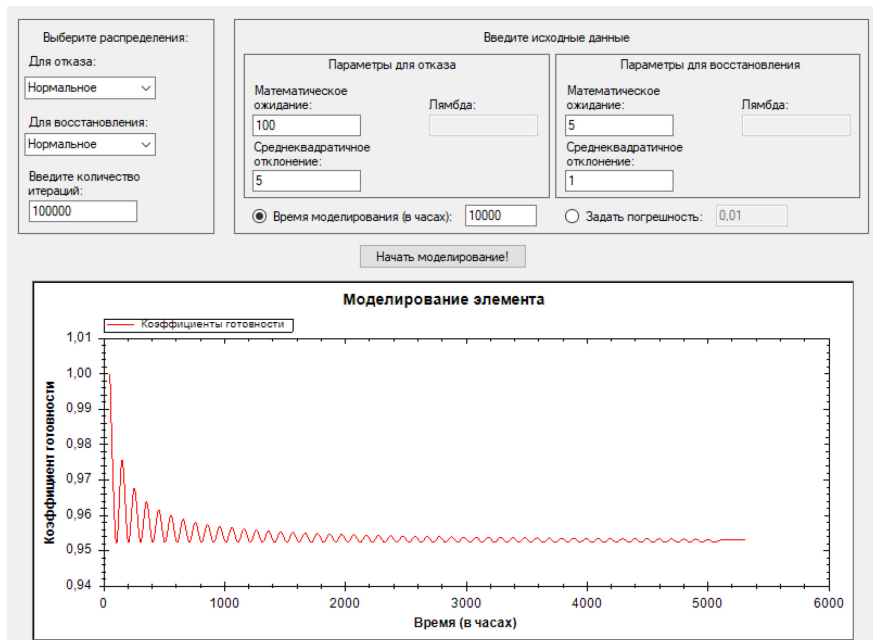 Выберите распределения:
Для отказа:
Нормальное
Для восстановления:
Нормальное
Введите количество
итераций:
100000
Введите исходные данные
Параметры для отказа
Математическое
ожидание:
Лямбда:
100
Среднеквадратичное
отклонение:
5
Параметры для восстановления
Математическое
ожидание:
Лямбда:
5
Среднеквадратичное
отклонение:
1
Время моделирования (в часах):
10000
Задать погрешность:
0,01
Начать моделирование!
Моделирование элемента
Коэффициенты готовности
Коэффициент готовности
1,01
1,00
0,99
0,98
0,97
0,96
0,95
0,94
0 1000 2000 3000 4000 5000 6000
Время (в часах)